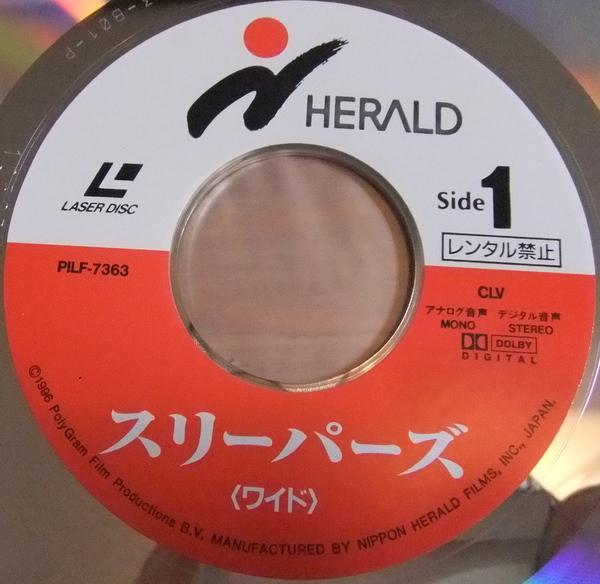 HERALD
LASER DISC
Side 1
レンタル禁止
PILF-7363
CLV
アナログ音声 デジタル音声
MONO STEREO
DOLBY
DIGITAL
スリーパーズ
〈ワイド〉
©1996 PolyGram Film Productions B.V. MANUFACTURED BY NIPPON HERALD FILMS, INC., JAPAN.